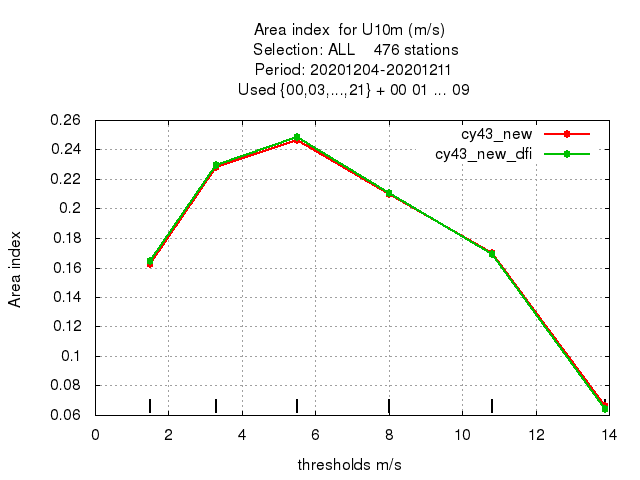 Area index  for U10m (m/s)
Selection: ALL    476 stations
Period: 20201204-20201211
Used {00,03,...,21} + 00 01 ... 09
cy43_new
cy43_new_dfi
0.26
0.24
0.22
0.2
0.18
0.16
0.14
0.12
0.1
0.08
0.06
Area index
0 2 4 6 8 10 12 14
thresholds m/s